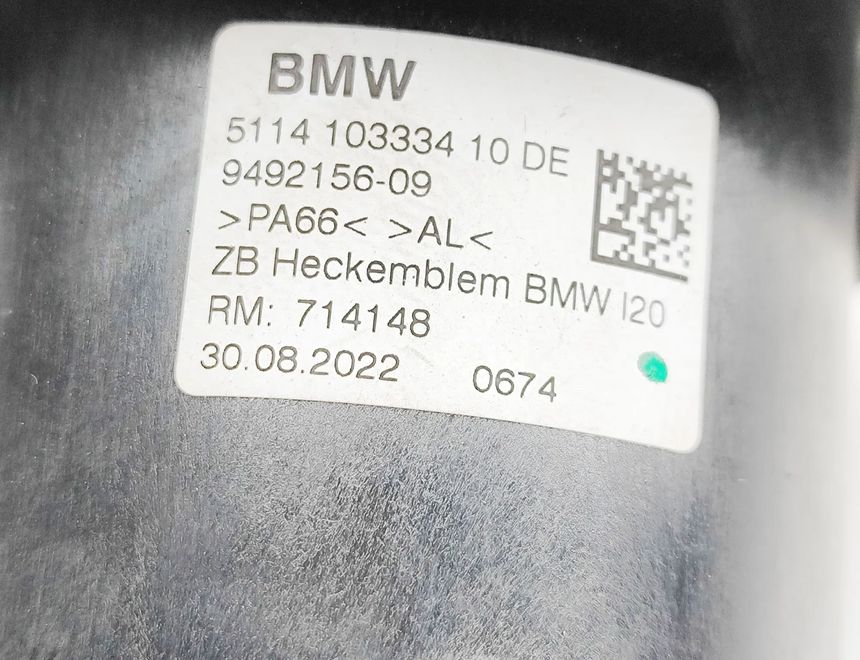 BMW
5114 103334 10 DE
9492156-09
>PA66< >AL<
ZB Heckemblem BMW I20
RM: 714148
30.08.2022 0674